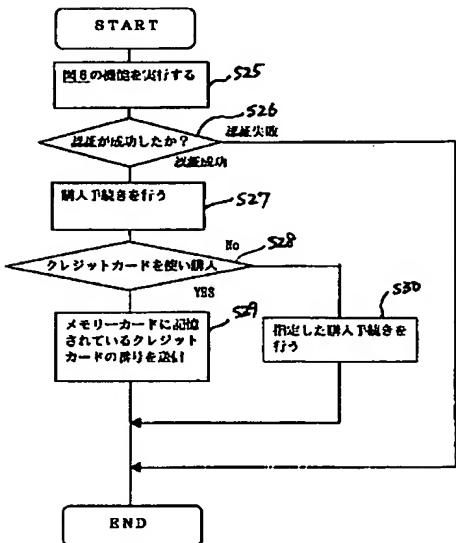 START
図8の機能を実行する
S25
S26
認証が成功したか?
認証失敗
認証成功
購入手続きを行う
S27
S28
No
クレジットカードを使い購入
YES
S29
S30
メモリーカードに記憶
されているクレジット
カードの番号を送付
指定した購入手続きを
行う
END